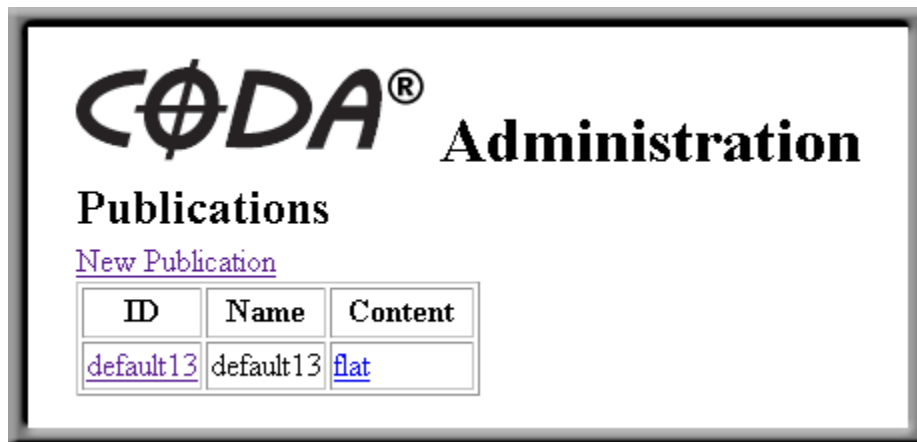 CODA® Administration
Publications
New Publication
ID Name Content
default13 default13 flat